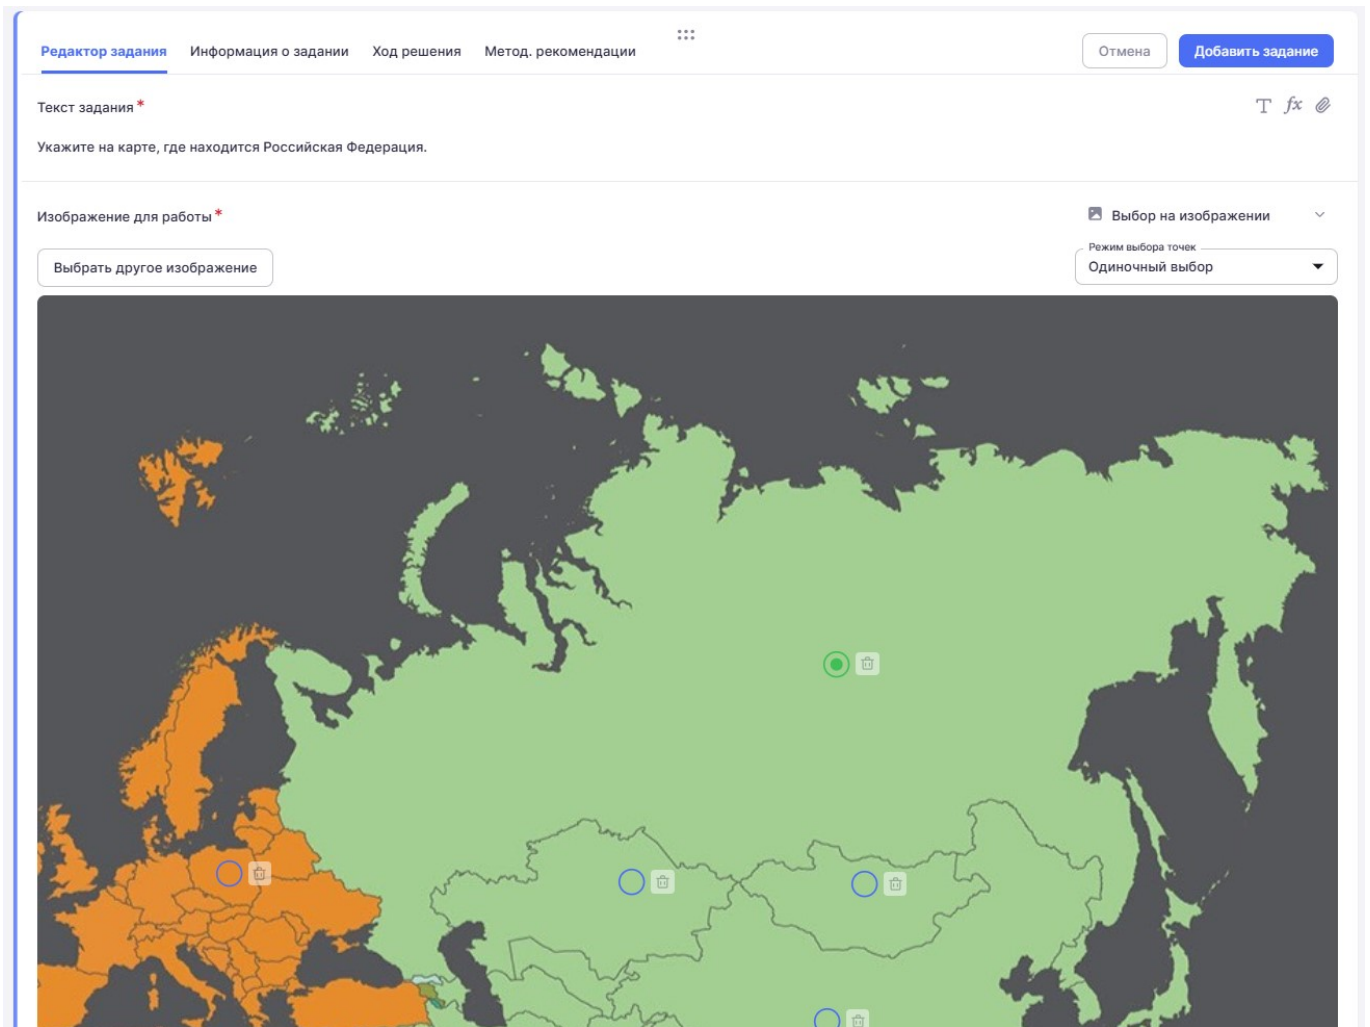 Редактор задания Информация о задании Ход решения Метод. рекомендации Отмена Добавить задание
Текст задания *
Укажите на карте, где находится Российская Федерация.
Изображение для работы * Выбор на изображении
Режим выбора точек
Выбрать другое изображение Одиночный выбор